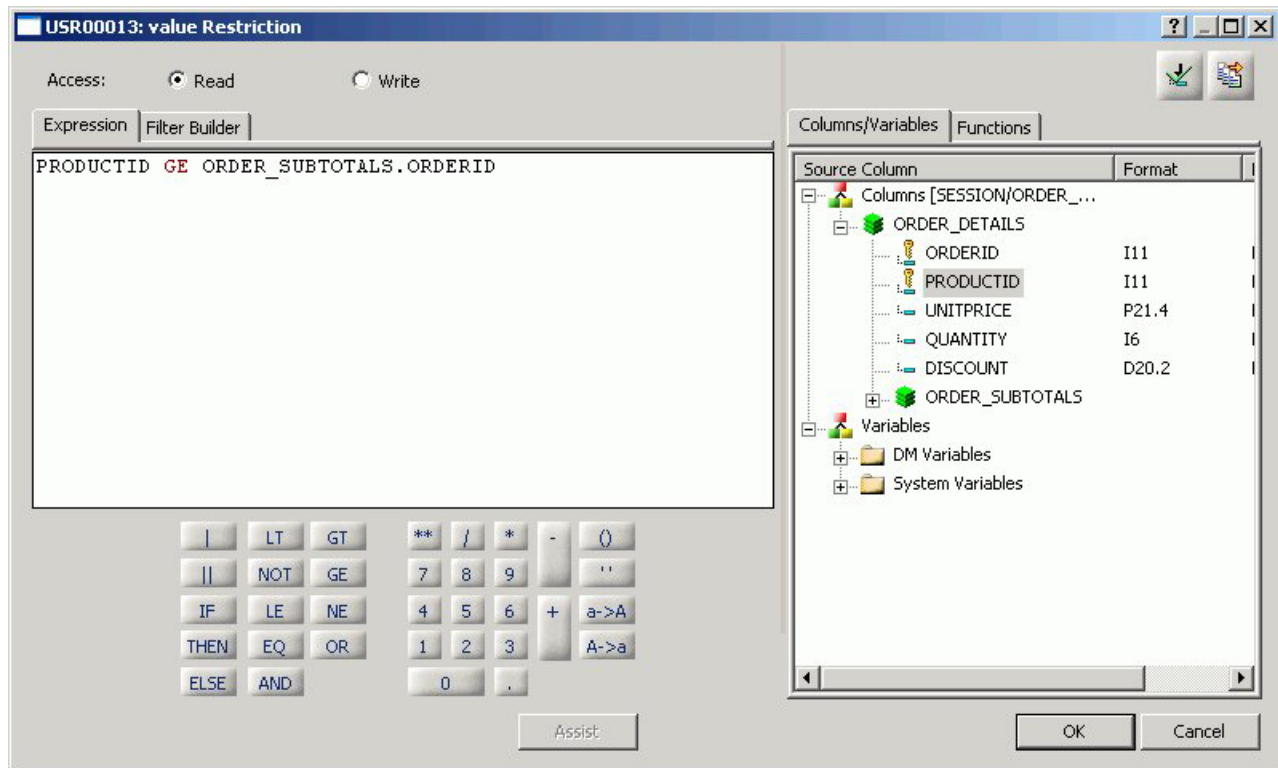 USR00013: value Restriction
Access: Read Write
Expression Filter Builder
PRODUCTID GE ORDER_SUBTOTALS.ORDERID
| LT GT ** / * - ()
|| NOT GE 7 8 9 ' '
IF LE NE 4 5 6 + a->A
THEN EQ OR 1 2 3 A->a
ELSE AND 0 .
Assist
Columns/Variables Functions
Source Column Format
Columns [SESSION/ORDER_...
ORDER_DETAILS
ORDERID I11
PRODUCTID I11
UNITPRICE P21.4
QUANTITY I6
DISCOUNT D20.2
ORDER_SUBTOTALS
Variables
DM Variables
System Variables
OK Cancel